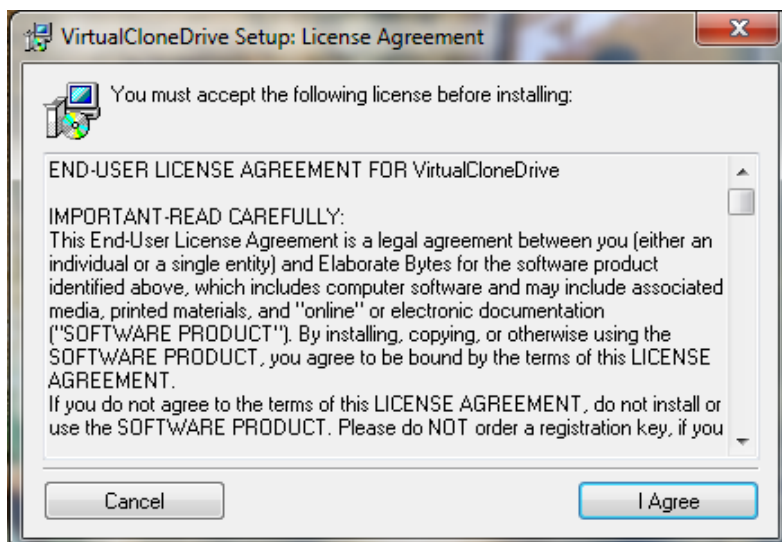 VirtualCloneDrive Setup: License Agreement
You must accept the following license before installing:
END-USER LICENSE AGREEMENT FOR VirtualCloneDrive
IMPORTANT-READ CAREFULLY:
This End-User License Agreement is a legal agreement between you (either an
individual or a single entity) and Elaborate Bytes for the software product
identified above, which includes computer software and may include associated
media, printed materials, and "online" or electronic documentation
("SOFTWARE PRODUCT"). By installing, copying, or otherwise using the
SOFTWARE PRODUCT, you agree to be bound by the terms of this LICENSE
AGREEMENT.
If you do not agree to the terms of this LICENSE AGREEMENT, do not install or
use the SOFTWARE PRODUCT. Please do NOT order a registration key, if you
Cancel
I Agree